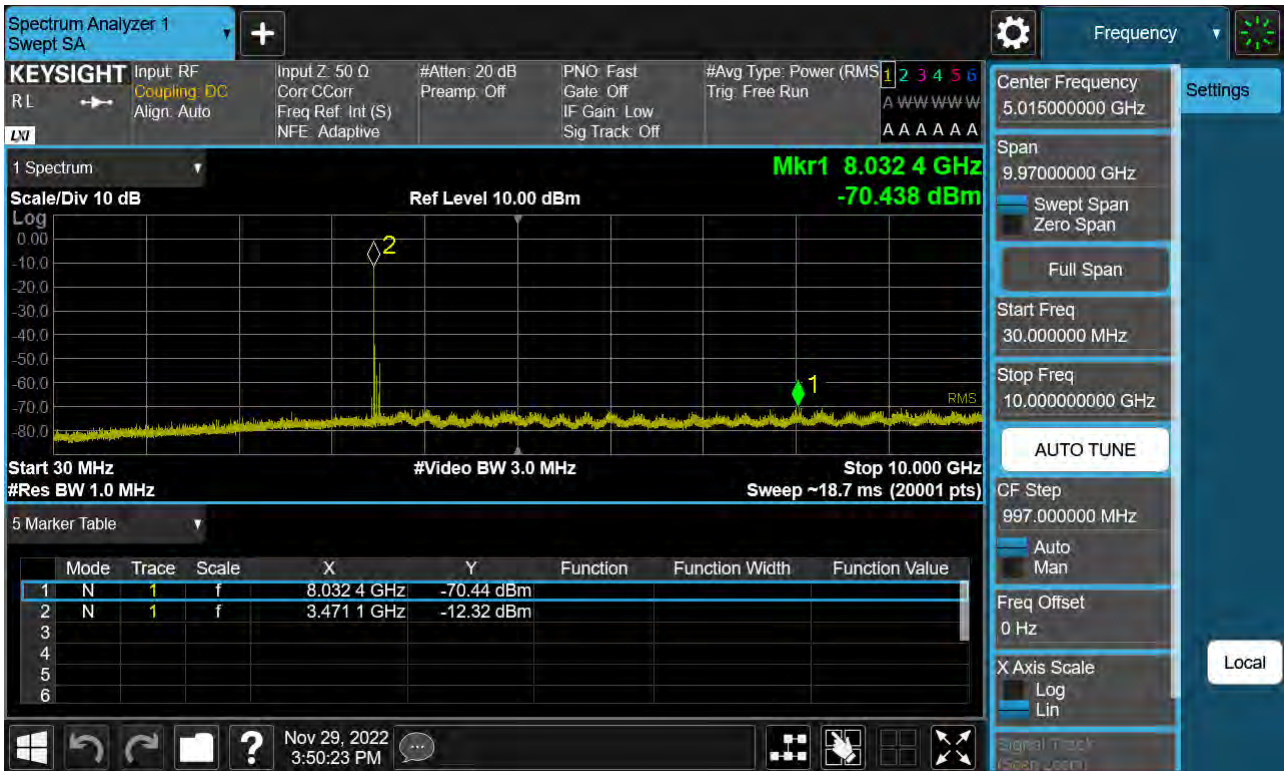 Spectrum Analyzer 1
Swept SA
Frequency
KEYSIGHT
RL
LXI
Input: RF
Coupling: DC
Align: Auto
Input Z: 50 Ω
Corr CCorr
Freq Ref: Int (S)
NFE: Adaptive
#Atten: 20 dB
Preamp: Off
PNO: Fast
Gate: Off
IF Gain: Low
Sig Track: Off
#Avg Type: Power (RMS
Trig: Free Run
1 2 3 4 5 6
A W W W W W
A A A A A A
1 Spectrum
Mkr1 8.032 4 GHz
Scale/Div 10 dB
Ref Level 10.00 dBm
-70.438 dBm
Log
0.00
-10.0
-20.0
-30.0
-40.0
-50.0
-60.0
-70.0
-80.0
2
1
RMS
Start 30 MHz
#Video BW 3.0 MHz
Stop 10.000 GHz
#Res BW 1.0 MHz
Sweep ~18.7 ms (20001 pts)
5 Marker Table
Mode Trace Scale X Y Function Function Width Function Value
1 N 1 f 8.032 4 GHz -70.44 dBm
2 N 1 f 3.471 1 GHz -12.32 dBm
3
4
5
6
?
Nov 29, 2022
3:50:23 PM
Center Frequency
5.015000000 GHz
Span
9.97000000 GHz
Swept Span
Zero Span
Full Span
Start Freq
30.000000 MHz
Stop Freq
10.000000000 GHz
AUTO TUNE
CF Step
997.000000 MHz
Auto
Man
Freq Offset
0 Hz
X Axis Scale
Log
Lin
Signal Track
(Span Zoom)
Settings
Local